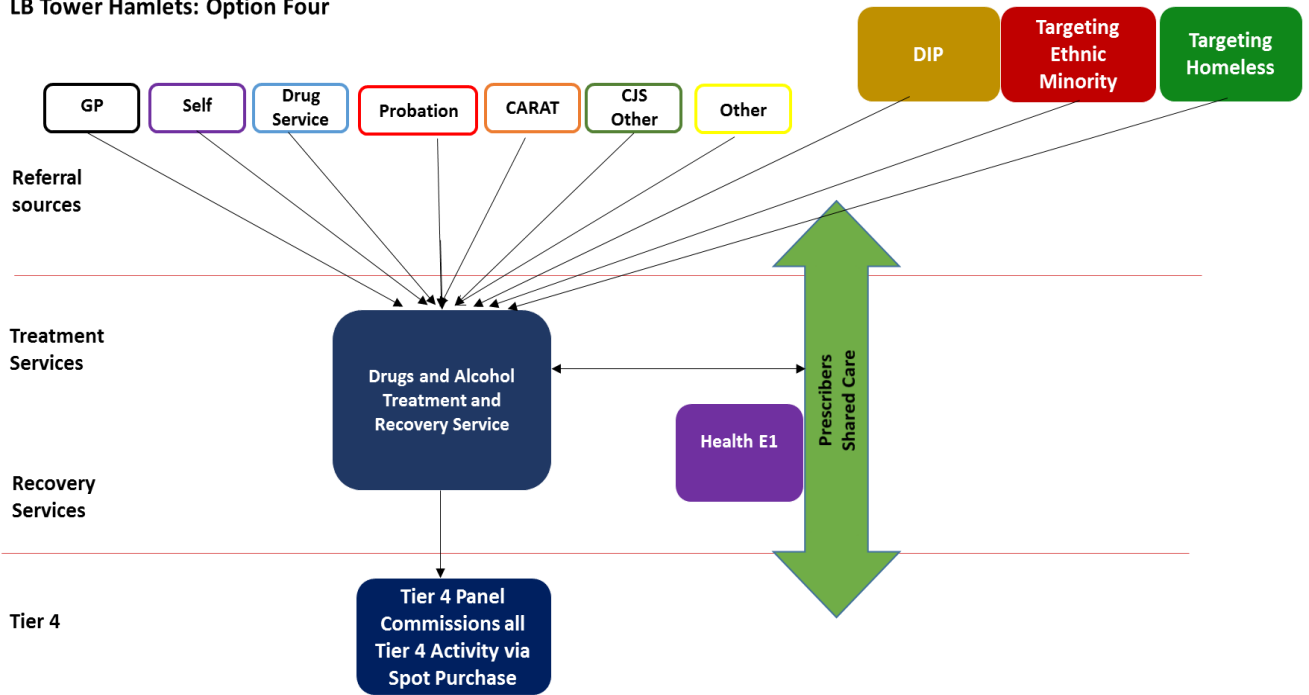 LB Tower Hamlets: Option Four
DIP
Targeting
Ethnic
Minority
Targeting
Homeless
GP
Self
Drug
Service
Probation
CARAT
CJS
Other
Other
Referral
sources
Treatment
Services
Drugs and Alcohol
Treatment and
Recovery Service
Prescribers
Shared Care
Health E1
Recovery
Services
Tier 4
Tier 4 Panel
Commissions all
Tier 4 Activity via
Spot Purchase